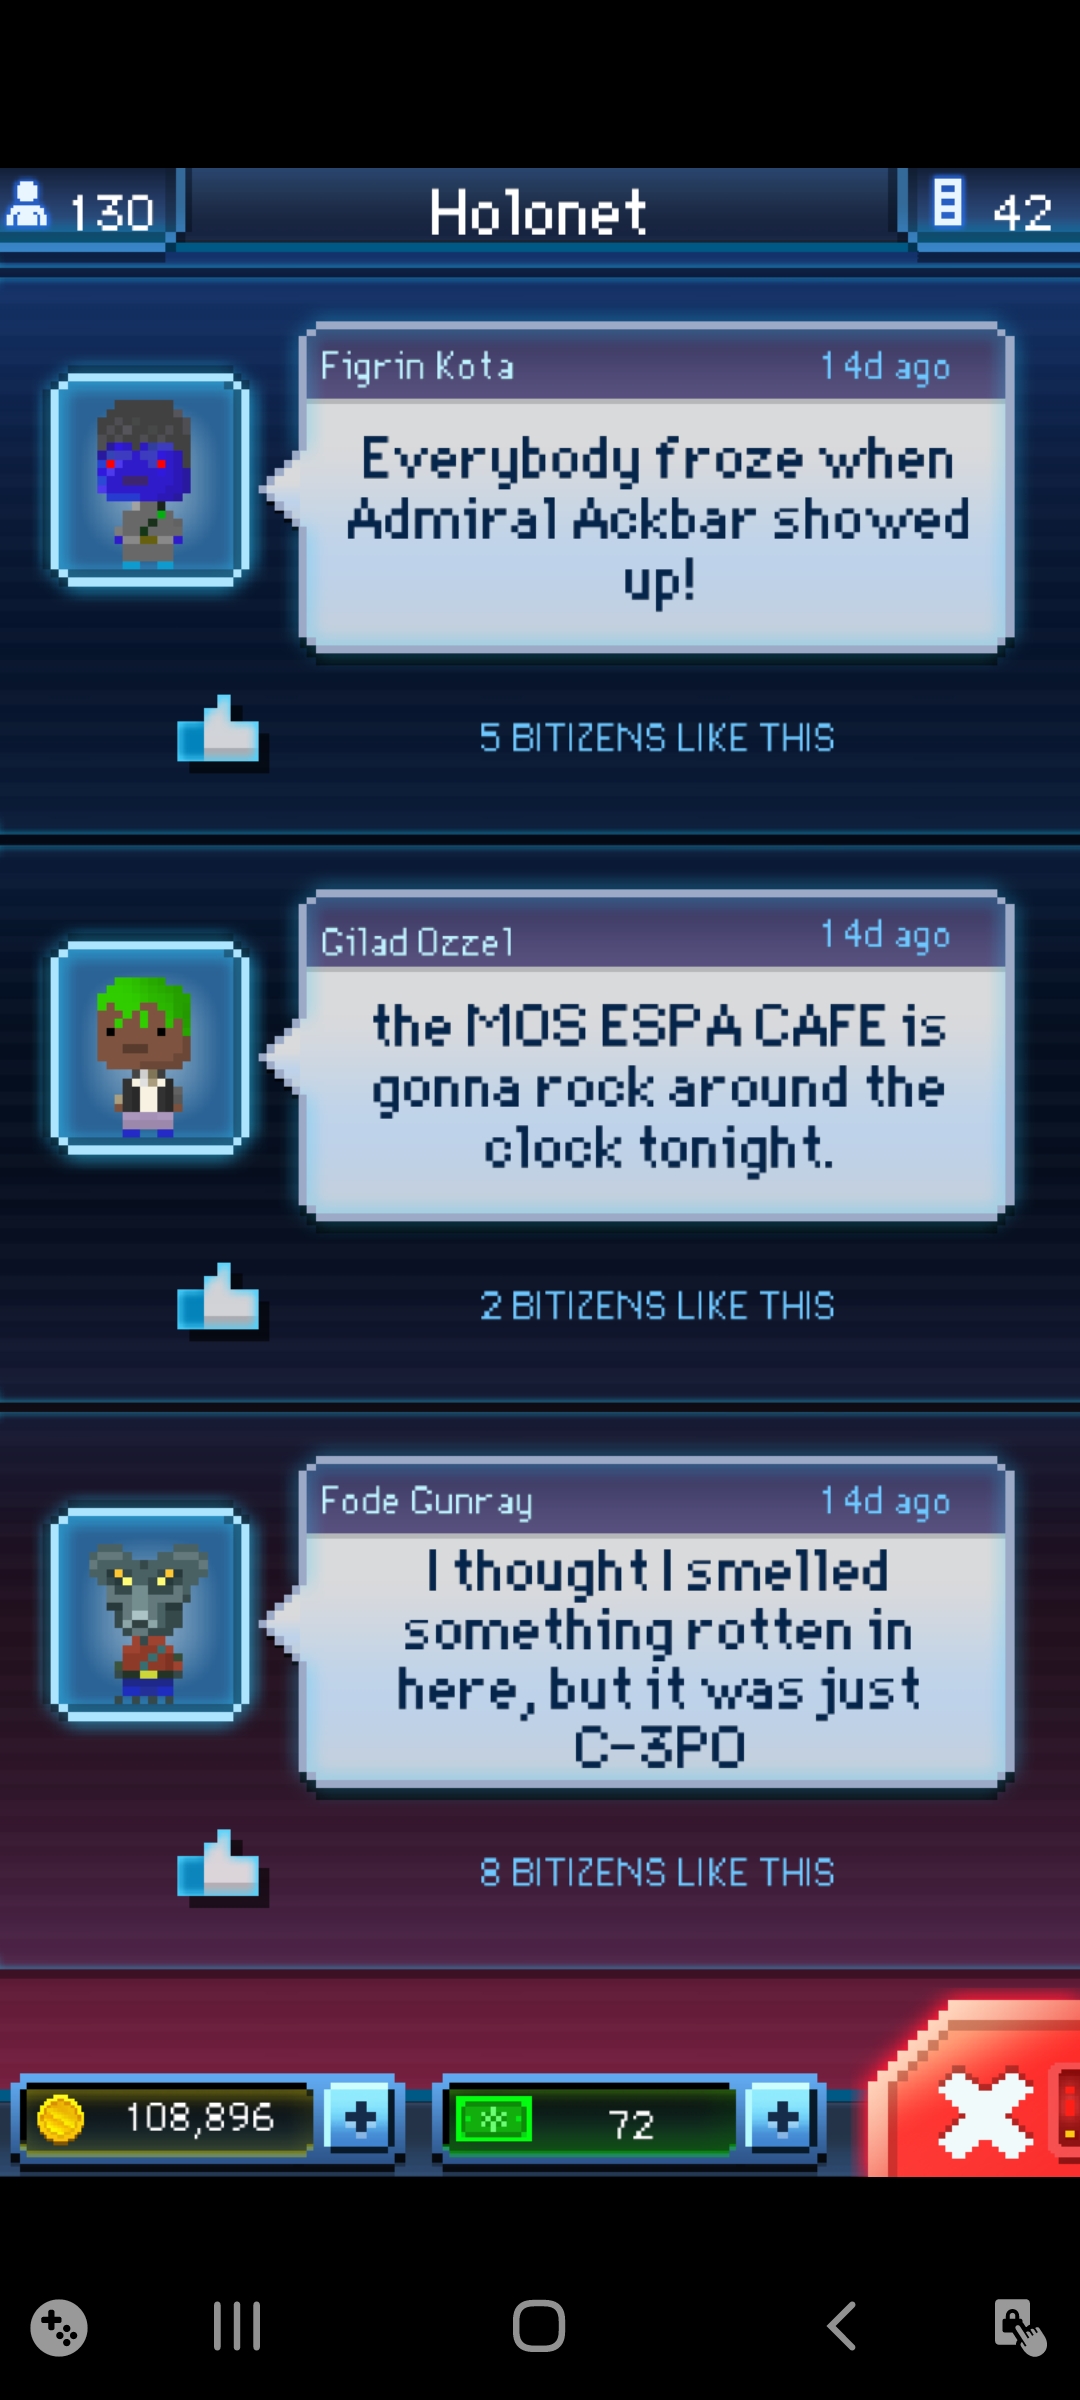 130 Holonet 42
Figrin Kota 14d ago
Everybody froze when
Admiral Ackbar showed
up!
5 BITIZENS LIKE THIS
Gilad Ozzel 14d ago
the MOS ESPA CAFE is
gonna rock around the
clock tonight.
2 BITIZENS LIKE THIS
Fode Gunray 14d ago
I thought I smelled
something rotten in
here, but it was just
C-3PO
8 BITIZENS LIKE THIS
108,896 72